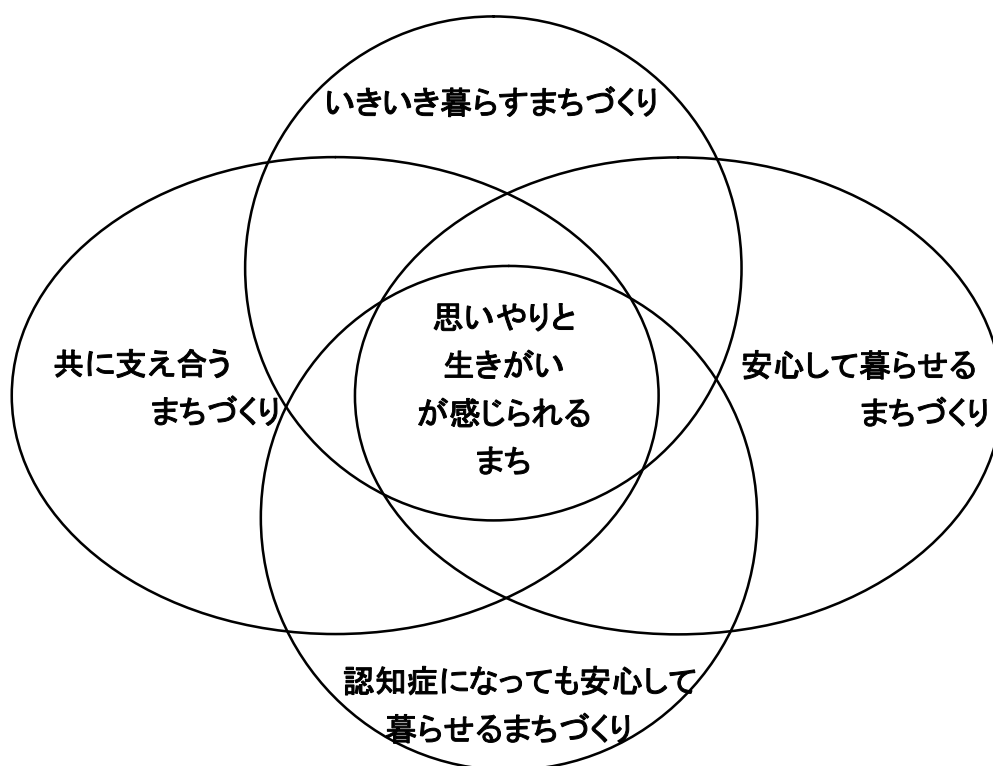 いきいき暮らすまちづくり
共に支え合う
まちづくり
思いやりと
生きがい
が感じられる
まち
安心して暮らせる
まちづくり
認知症になっても安心して
暮らせるまちづくり